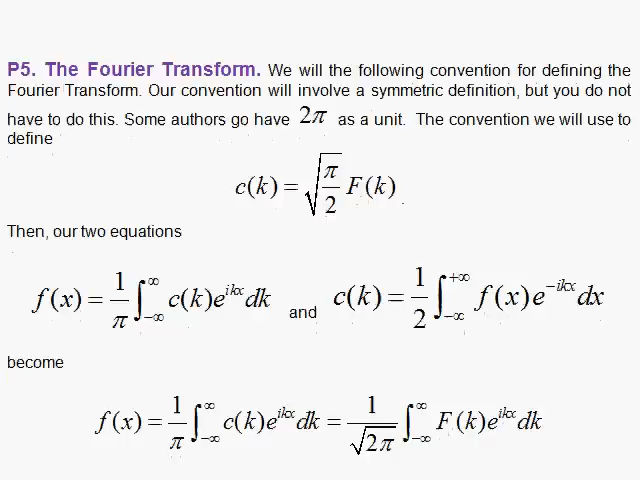 P5. The Fourier Transform. We will the following convention for defining the
Fourier Transform. Our convention will involve a symmetric definition, but you do not
have to do this. Some authors go have 2π as a unit. The convention we will use to
define
c(k) = √(π/2) F(k)
Then, our two equations
f(x) = 1/π ∫_{-∞}^{∞} c(k)e^{ikx} dk and c(k) = 1/2 ∫_{-∞}^{+∞} f(x)e^{-ikx} dx
become
f(x) = 1/π ∫_{-∞}^{∞} c(k)e^{ikx} dk = 1/√(2π) ∫_{-∞}^{∞} F(k)e^{ikx} dk